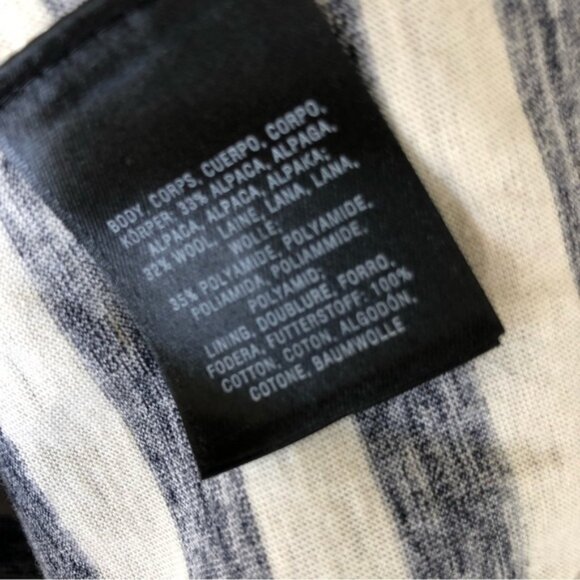 BODY, CORPS, CUERPO, CORPO,
KÖRPER: 33% ALPACA, ALPAGA,
ALPACA, ALPACA, ALPAKA;
32% WOOL, LAINE, LANA, LANA,
WOLLE;
35% POLYAMIDE, POLYAMIDE,
POLIAMIDA, POLIAMMIDE,
POLYAMID;
LINING, DOUBLURE, FORRO,
FODERA, FUTTERSTOFF: 100%
COTTON, COTON, ALGODÓN,
COTONE, BAUMWOLLE